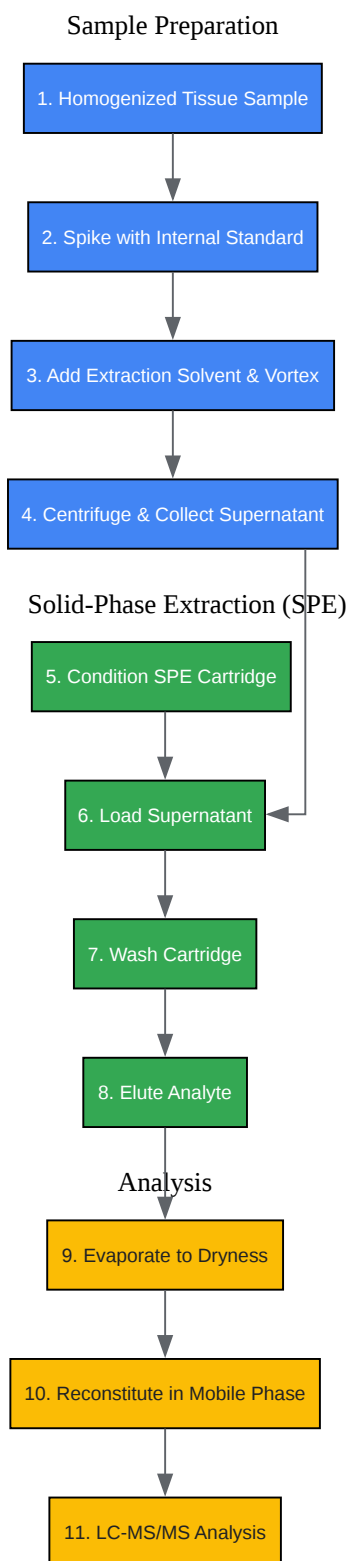 Sample Preparation
1. Homogenized Tissue Sample
2. Spike with Internal Standard
3. Add Extraction Solvent & Vortex
4. Centrifuge & Collect Supernatant
Solid-Phase Extraction (SPE)
5. Condition SPE Cartridge
6. Load Supernatant
7. Wash Cartridge
8. Elute Analyte
Analysis
9. Evaporate to Dryness
10. Reconstitute in Mobile Phase
11. LC-MS/MS Analysis